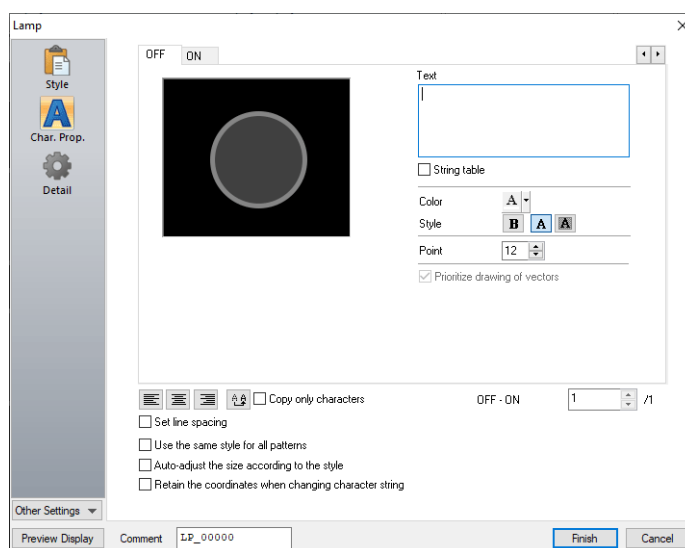 Lamp
Style
Char. Prop.
Detail
OFF ON
Text
String table
Color A
Style B A A
Point 12
Prioritize drawing of vectors
Copy only characters
OFF - ON 1 /1
Set line spacing
Use the same style for all patterns
Auto-adjust the size according to the style
Retain the coordinates when changing character string
Other Settings
Preview Display Comment LP_00000 Finish Cancel